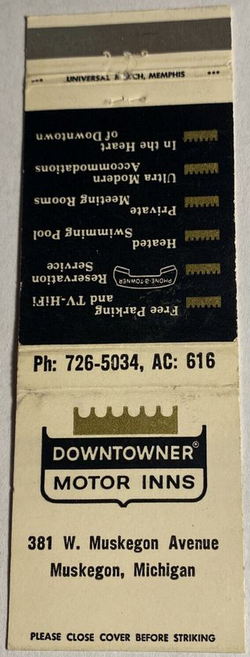 UNIVERSAL MATCH, MEMPHIS
Free Parking
and TV-HiFi
PHONE-2-TOWNER
Reservation
Service
Heated
Swimming Pool
Private
Meeting Rooms
Ultra Modern
Accommodations
In the Heart
of Downtown
Ph: 726-5034, AC: 616
DOWNTOWNER®
MOTOR INNS
381 W. Muskegon Avenue
Muskegon, Michigan
PLEASE CLOSE COVER BEFORE STRIKING